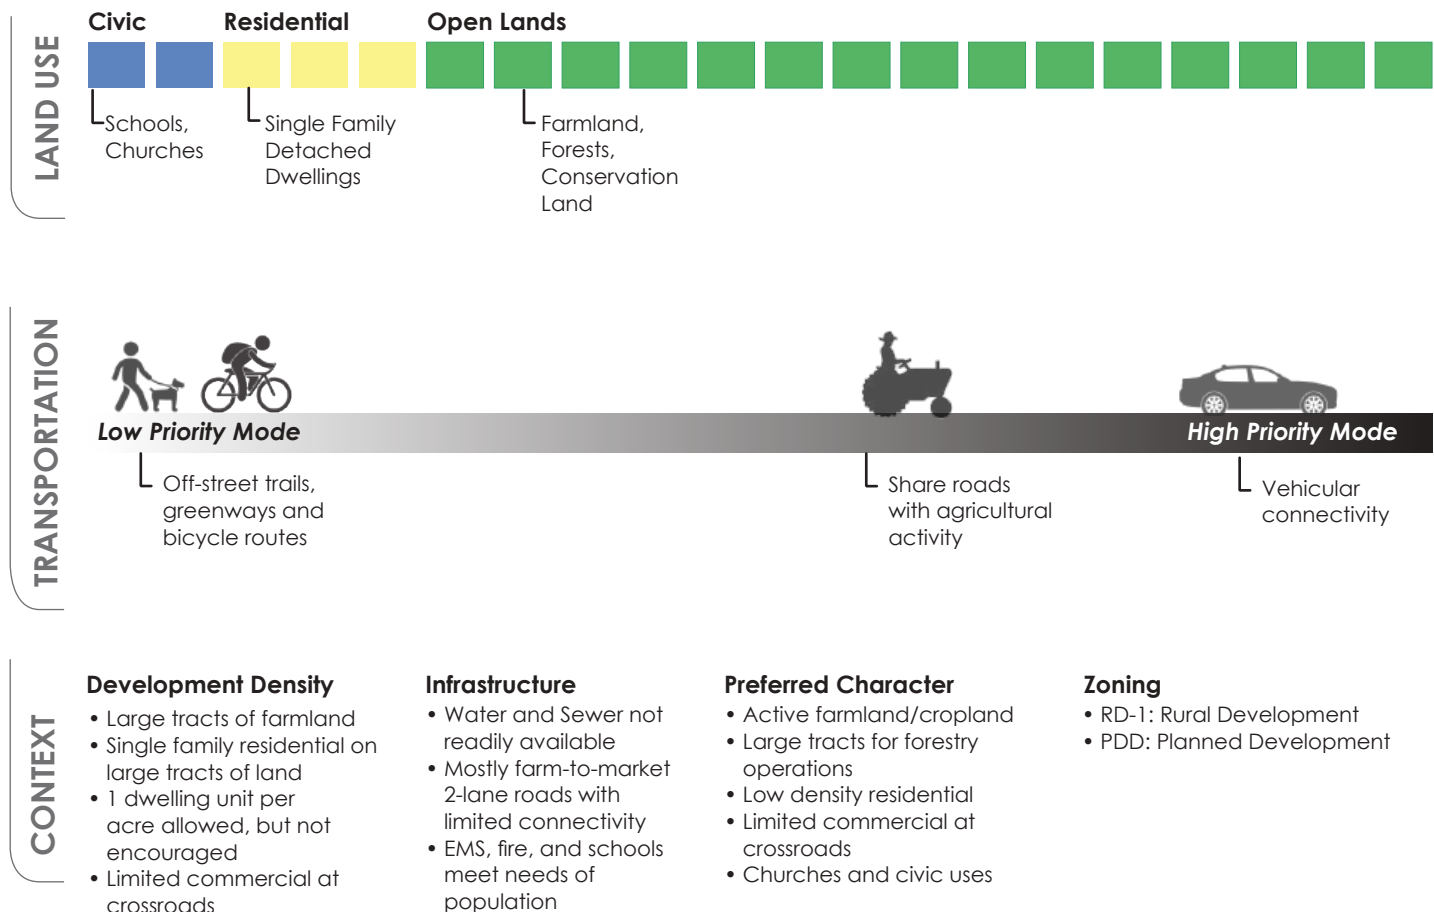 LAND USE
Civic
Residential
Open Lands
Schools,
Churches
Single Family
Detached
Dwellings
Farmland,
Forests,
Conservation
Land
TRANSPORTATION
Low Priority Mode
High Priority Mode
Off-street trails,
greenways and
bicycle routes
Share roads
with agricultural
activity
Vehicular
connectivity
CONTEXT
Development Density
• Large tracts of farmland
• Single family residential on
large tracts of land
• 1 dwelling unit per
acre allowed, but not
encouraged
• Limited commercial at
crossroads
Infrastructure
• Water and Sewer not
readily available
• Mostly farm-to-market
2-lane roads with
limited connectivity
• EMS, fire, and schools
meet needs of
population
Preferred Character
• Active farmland/cropland
• Large tracts for forestry
operations
• Low density residential
• Limited commercial at
crossroads
• Churches and civic uses
Zoning
• RD-1: Rural Development
• PDD: Planned Development